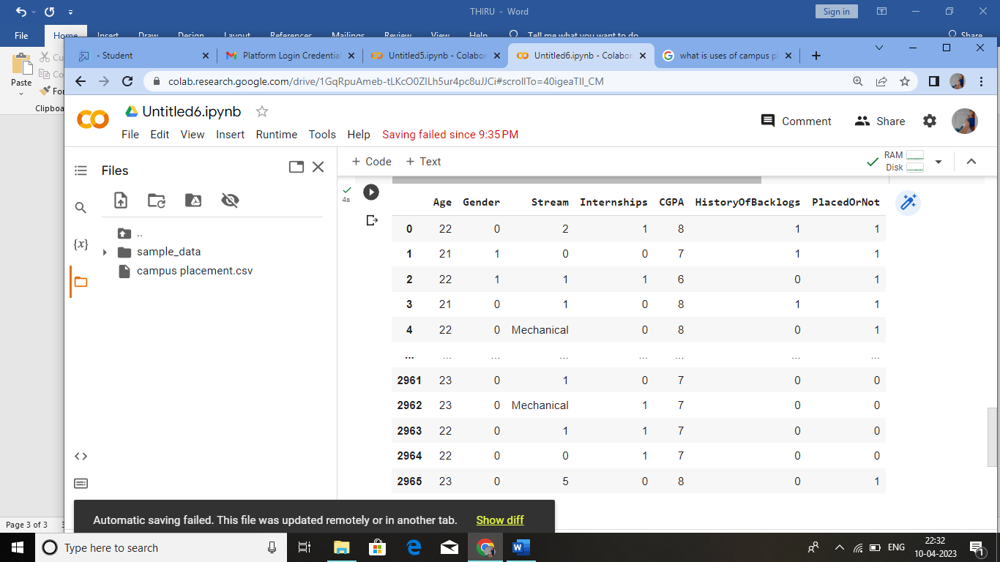 THIRU - Word
Sign in
File Home Insert Draw Design Layout References Mailings Review View Help Tell me what you want to do Share
Paste
Cu
Co
For
Clipboa
- Student
Platform Login Credentia
Untitled5.ipynb - Colabor
Untitled6.ipynb - Colabor
what is uses of campus pl
colab.research.google.com/drive/1GqRpuAmeb-tLKcO0ZILh5ur4pc8uJJCi#scrollTo=40igeaTIl_CM
Untitled6.ipynb
Comment Share
File Edit View Insert Runtime Tools Help Saving failed since 9:35 PM
Files
+ Code + Text
RAM
Disk
{x}
..
sample_data
campus placement.csv
4s
Age Gender Stream Internships CGPA HistoryOfBacklogs PlacedOrNot
0 22 0 2 1 8 1 1
1 21 1 0 0 7 1 1
2 22 1 1 1 6 0 1
3 21 0 1 0 8 1 1
4 22 0 Mechanical 0 8 0 1
... ... ... ... ... ... ... ...
2961 23 0 1 0 7 0 0
2962 23 0 Mechanical 1 7 0 0
2963 22 0 1 1 7 0 0
2964 22 0 0 1 7 0 0
2965 23 0 5 0 8 0 1
Automatic saving failed. This file was updated remotely or in another tab. Show diff
Page 3 of 3
Type here to search
ENG
22:32
10-04-2023
1